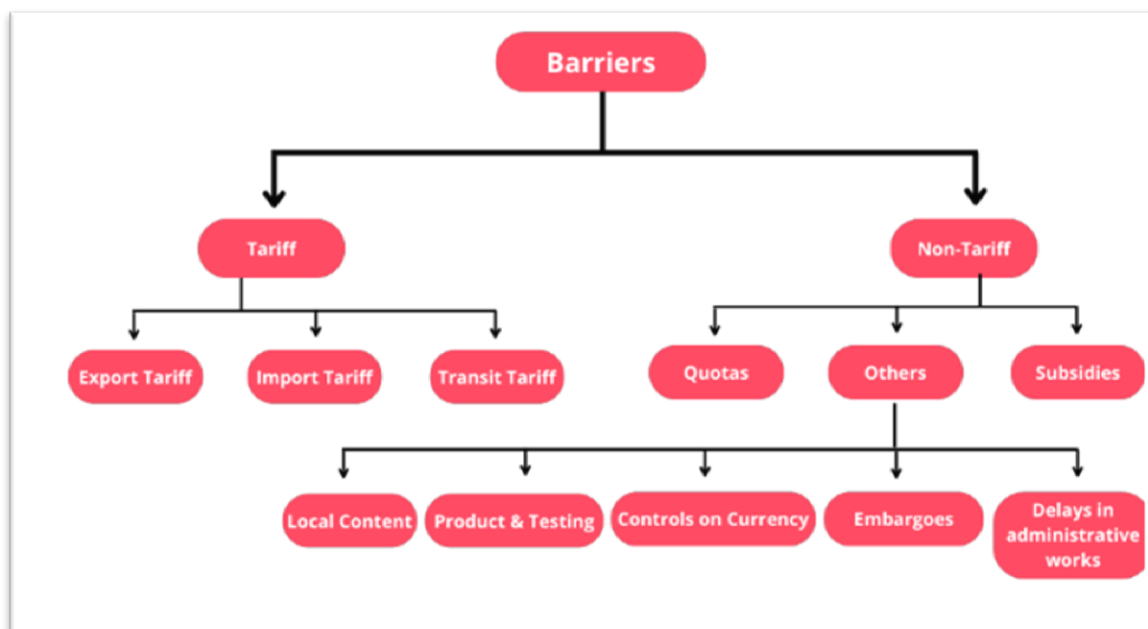 Barriers
Tariff
Non-Tariff
Export Tariff
Import Tariff
Transit Tariff
Quotas
Others
Subsidies
Local Content
Product & Testing
Controls on Currency
Embargoes
Delays in
administrative
works